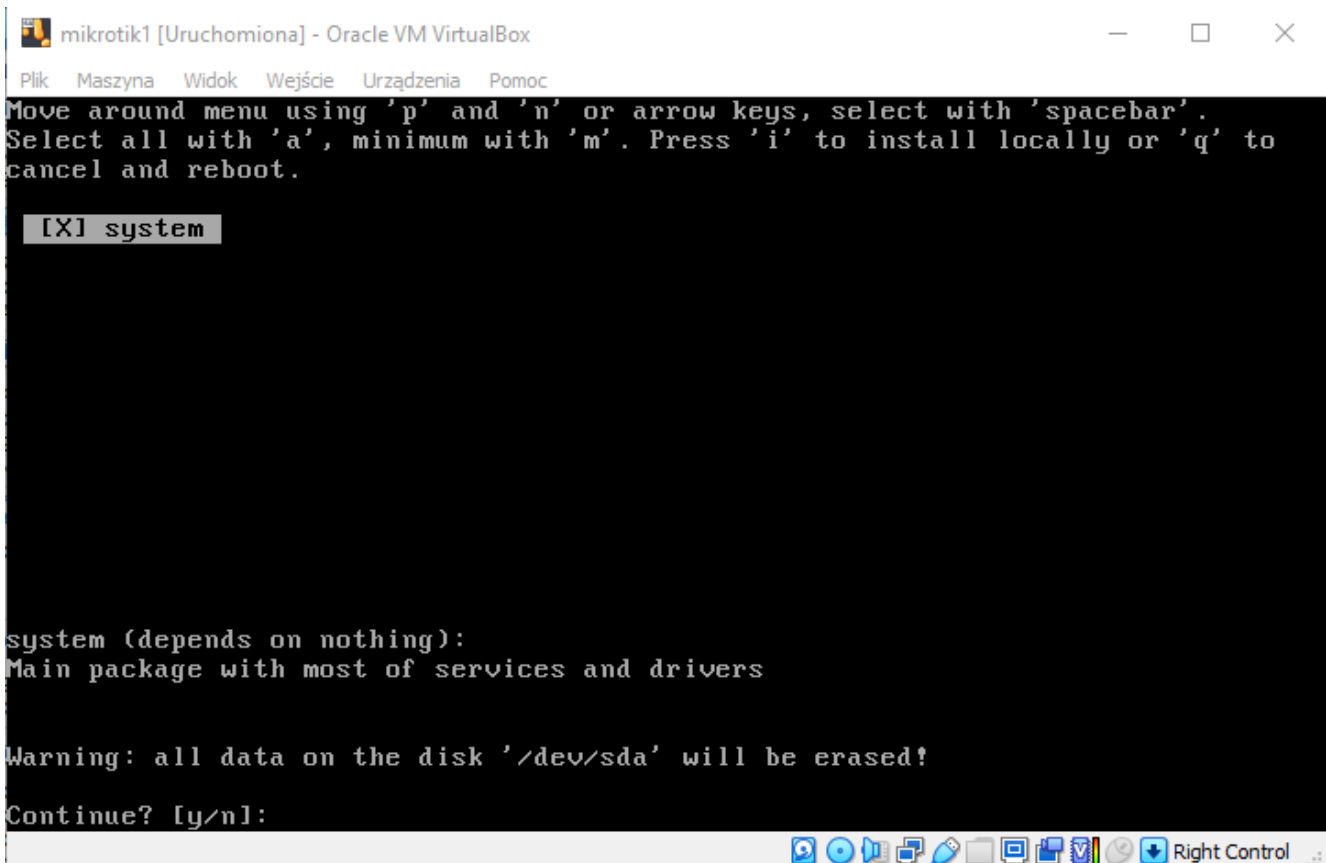 mikrotik1 [Uruchomiona] - Oracle VM VirtualBox
Plik Maszyna Widok Wejście Urządzenia Pomoc
Move around menu using 'p' and 'n' or arrow keys, select with 'spacebar'.
Select all with 'a', minimum with 'm'. Press 'i' to install locally or 'q' to
cancel and reboot.
[X] system
system (depends on nothing):
Main package with most of services and drivers
Warning: all data on the disk '/dev/sda' will be erased!
Continue? [y/n]:
Right Control